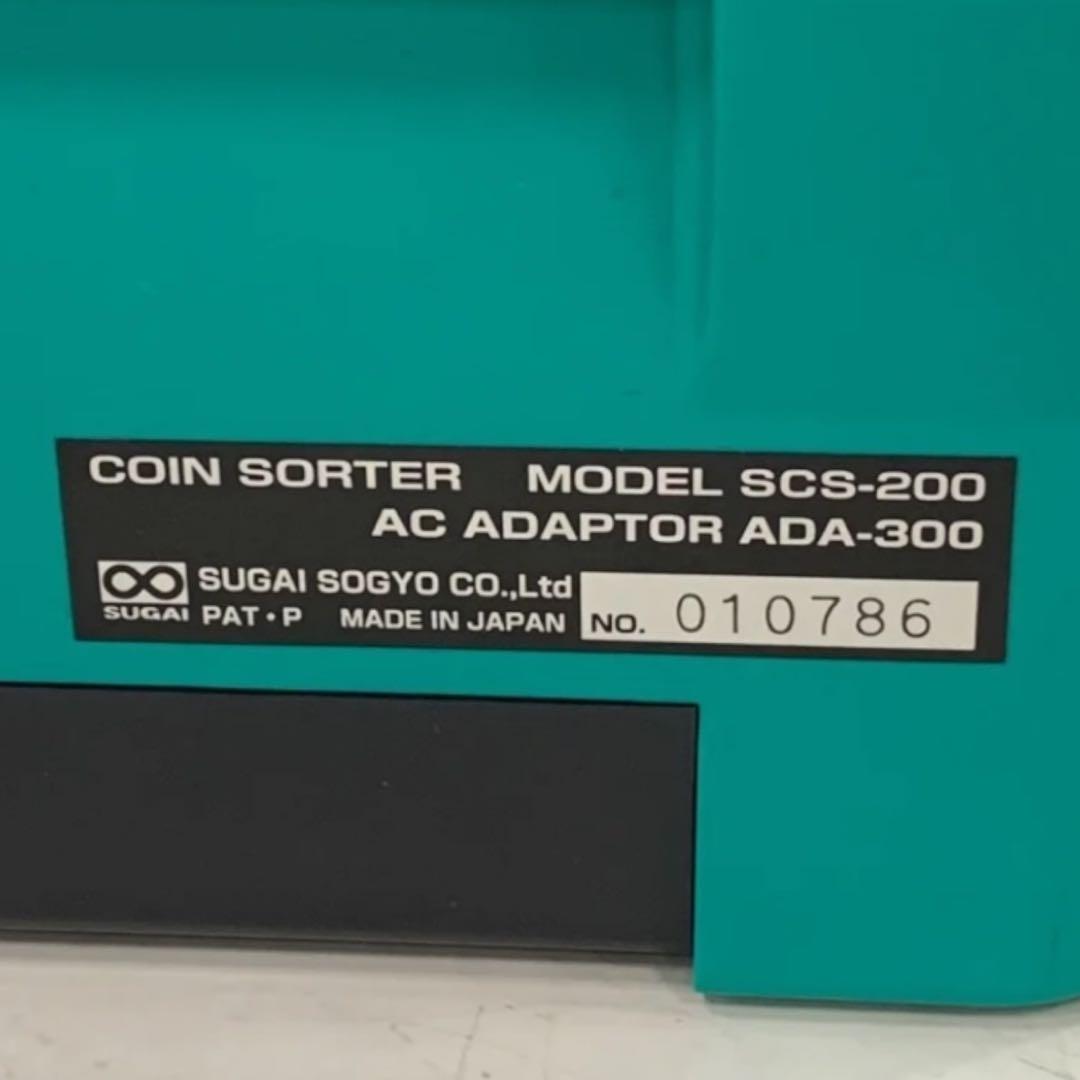 COIN SORTER MODEL SCS-200
AC ADAPTOR ADA-300
SUGAI SOGYO CO.,Ltd
SUGAI PAT・P MADE IN JAPAN NO. 010786